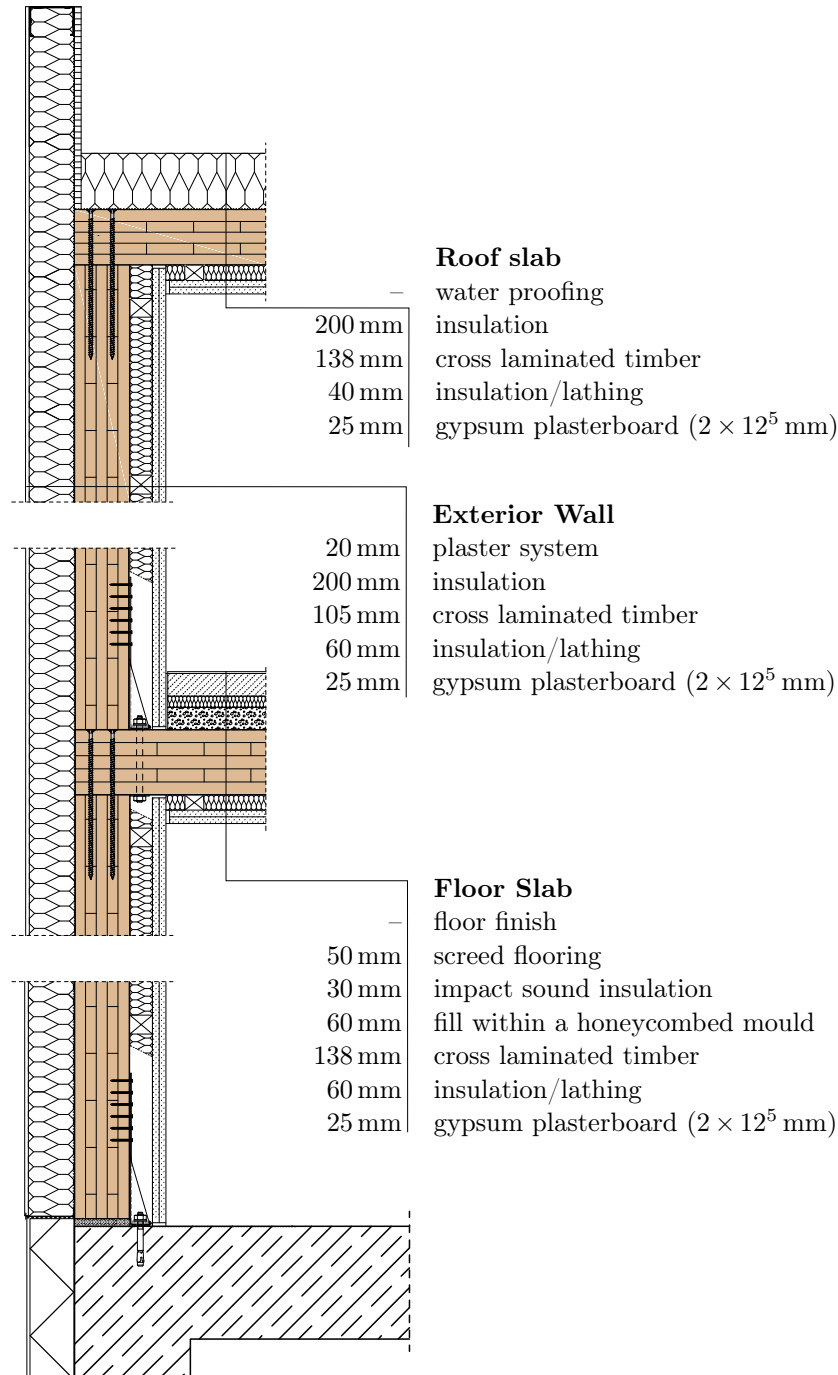 Roof slab
– water proofing
200 mm insulation
138 mm cross laminated timber
40 mm insulation/lathing
25 mm gypsum plasterboard (2 × 12⁵ mm)
Exterior Wall
20 mm plaster system
200 mm insulation
105 mm cross laminated timber
60 mm insulation/lathing
25 mm gypsum plasterboard (2 × 12⁵ mm)
Floor Slab
– floor finish
50 mm screed flooring
30 mm impact sound insulation
60 mm fill within a honeycombed mould
138 mm cross laminated timber
60 mm insulation/lathing
25 mm gypsum plasterboard (2 × 12⁵ mm)